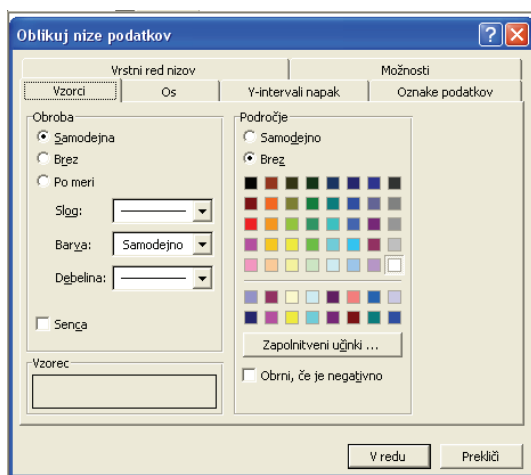 Oblikuj nize podatkov
Vrstni red nizov
Možnosti
Vzorci
Os
Y-intervali napak
Oznake podatkov
Obroba
Samodejna
Brez
Po meri
Slog:
Barva: Samodejno
Debelina:
Senca
Vzorec
Področje
Samodejno
Brez
Zapolnitveni učinki ...
Obrni, če je negativno
V redu
Prekliči